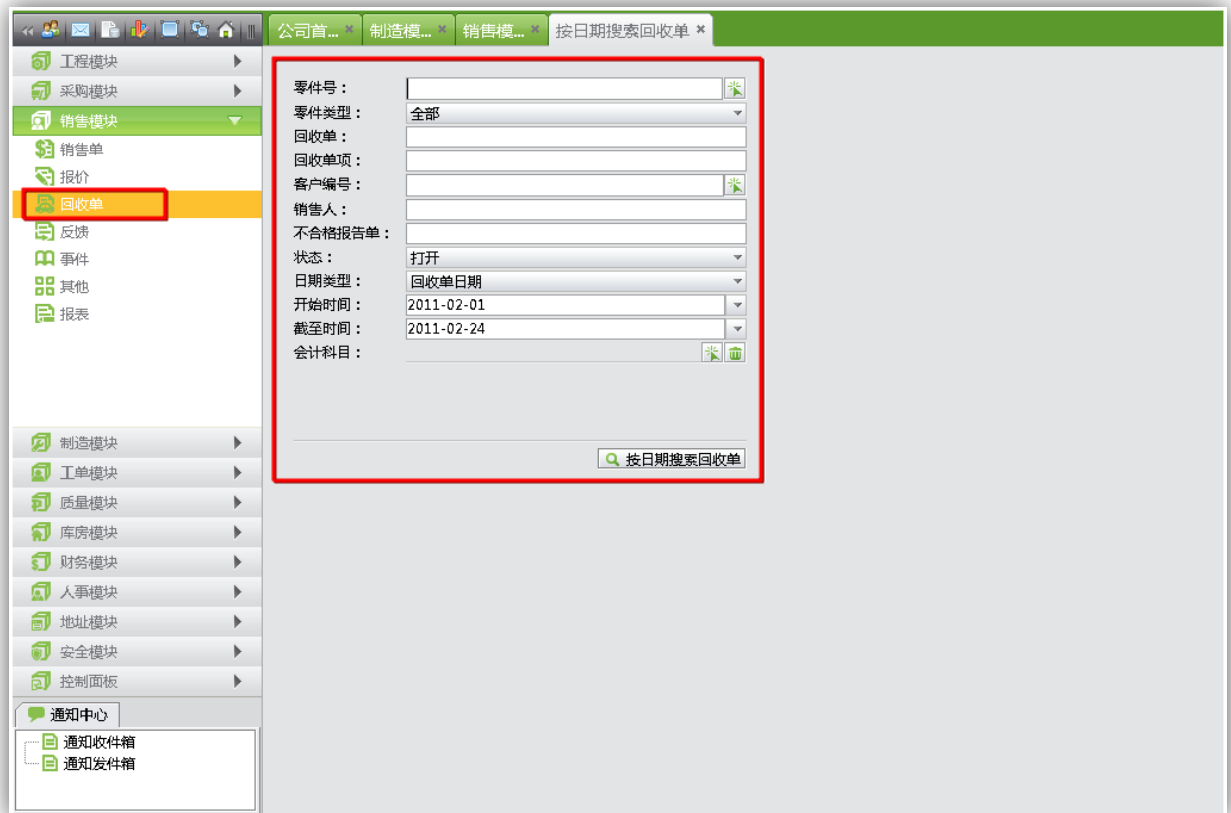 公司首... × 制造模... × 销售模... × 按日期搜索回收单 ×
工程模块
采购模块
销售模块
销售单
报价
回收单
反馈
事件
其他
报表
制造模块
工单模块
质量模块
库房模块
财务模块
人事模块
地址模块
安全模块
控制面板
通知中心
通知收件箱
通知发件箱
零件号：
零件类型： 全部
回收单：
回收单项：
客户编号：
销售人：
不合格报告单：
状态： 打开
日期类型： 回收单日期
开始时间： 2011-02-01
截至时间： 2011-02-24
会计科目：
按日期搜索回收单